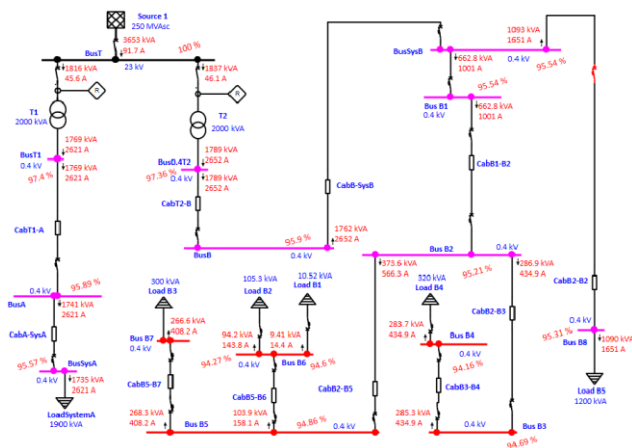 Source 1
250 MVAsc
3653 kVA
91.7 A
BusT
100 %
23 kV
1816 kVA
45.6 A
1837 kVA
46.1 A
R
R
T1
2000 kVA
T2
2000 kVA
1769 kVA
2621 A
BusT1
0.4 kV
1769 kVA
2621 A
97.4 %
1789 kVA
2652 A
Bus0.4T2
0.4 kV
1789 kVA
2652 A
97.36 %
CabT1-A
CabT2-B
95.9 %
1762 kVA
2652 A
BusB
0.4 kV
CabB-SysB
0.4 kV
95.89 %
BusA
1741 kVA
2621 A
CabA-SysA
95.57 %
BusSysA
0.4 kV
1735 kVA
2621 A
LoadSystemA
1900 kVA
BusSysB
1093 kVA
1651 A
0.4 kV
95.54 %
662.8 kVA
1001 A
95.54 %
Bus B1
0.4 kV
662.8 kVA
1001 A
CabB1-B2
Bus B2
0.4 kV
373.6 kVA
566.3 A
95.21 %
286.9 kVA
434.9 A
CabB2-B2
CabB2-B3
95.31 %
Bus B8
0.4 kV
1090 kVA
1651 A
Load B5
1200 kVA
300 kVA
Load B3
105.3 kVA
Load B2
10.52 kVA
Load B1
320 kVA
Load B4
266.6 kVA
408.2 A
Bus B7
0.4 kV
94.2 kVA
143.8 A
9.41 kVA
14.4 A
94.27 %
Bus B6
0.4 kV
94.6 %
283.7 kVA
434.9 A
Bus B4
0.4 kV
94.16 %
CabB5-B7
CabB5-B6
CabB2-B5
CabB3-B4
268.3 kVA
408.2 A
103.9 kVA
158.1 A
Bus B5
94.86 %
0.4 kV
285.3 kVA
434.9 A
0.4 kV
Bus B3
94.69 %